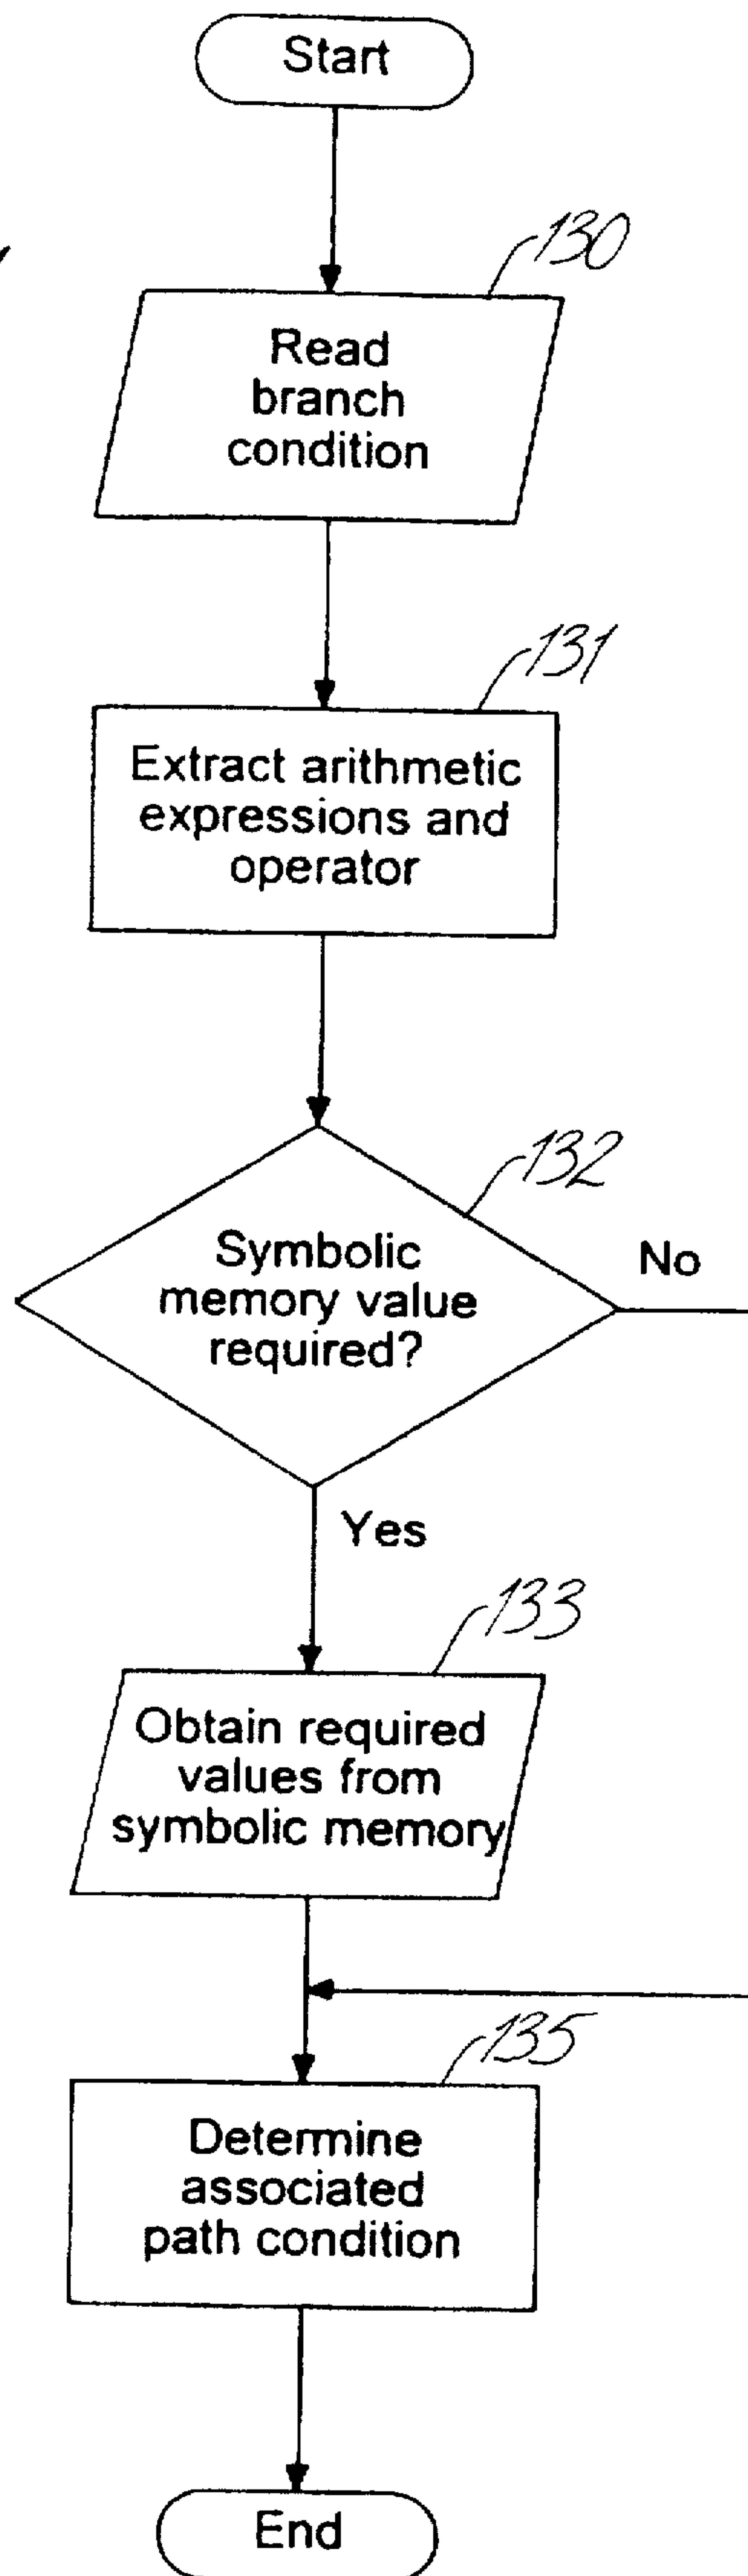 Start
130
Read
branch
condition
131
Extract arithmetic
expressions and
operator
132
Symbolic
memory value
required?
No
Yes
133
Obtain required
values from
symbolic memory
135
Determine
associated
path condition
End